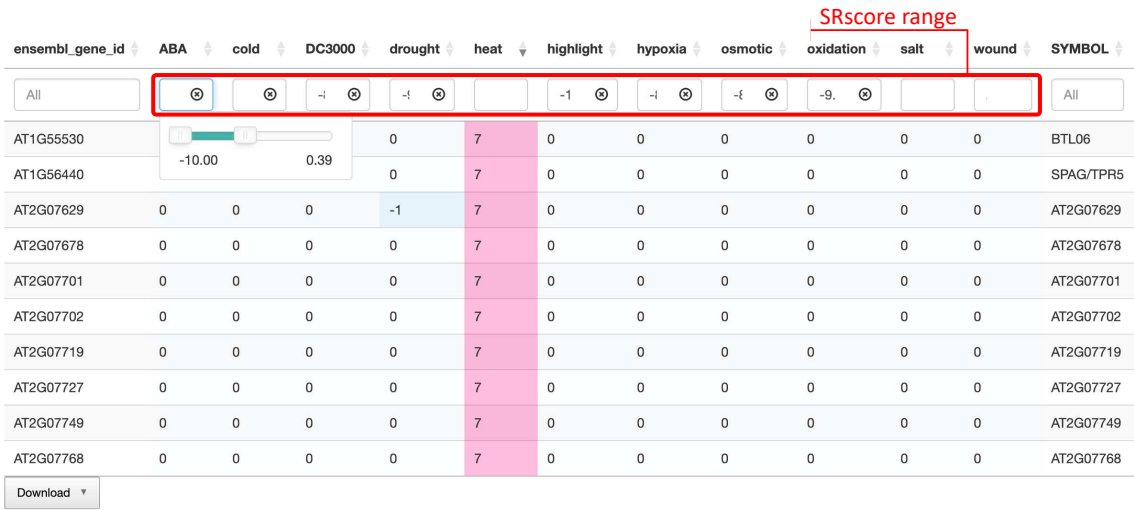 SRscore range
ensembl_gene_id ABA cold DC3000 drought heat highlight hypoxia osmotic oxidation salt wound SYMBOL
All -1 -9. All
AT1G55530 0 7 0 0 0 0 0 0 BTL06
-10.00 0.39
AT1G56440 0 7 0 0 0 0 0 0 SPAG/TPR5
AT2G07629 0 0 0 -1 7 0 0 0 0 0 0 AT2G07629
AT2G07678 0 0 0 0 7 0 0 0 0 0 0 AT2G07678
AT2G07701 0 0 0 0 7 0 0 0 0 0 0 AT2G07701
AT2G07702 0 0 0 0 7 0 0 0 0 0 0 AT2G07702
AT2G07719 0 0 0 0 7 0 0 0 0 0 0 AT2G07719
AT2G07727 0 0 0 0 7 0 0 0 0 0 0 AT2G07727
AT2G07749 0 0 0 0 7 0 0 0 0 0 0 AT2G07749
AT2G07768 0 0 0 0 7 0 0 0 0 0 0 AT2G07768
Download